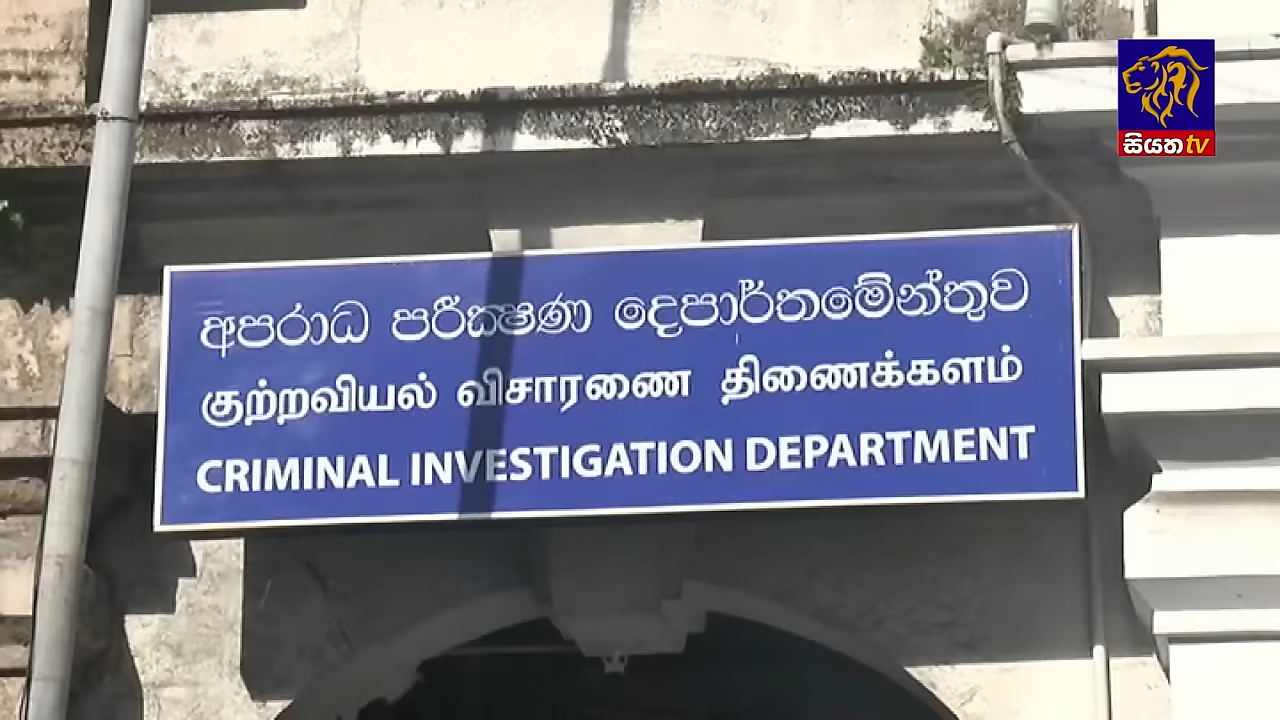 සියත tv
අපරාධ පරීක්ෂණ දෙපාර්තමේන්තුව
குற்றவியல் விசாரணை திணைக்களம்
CRIMINAL INVESTIGATION DEPARTMENT